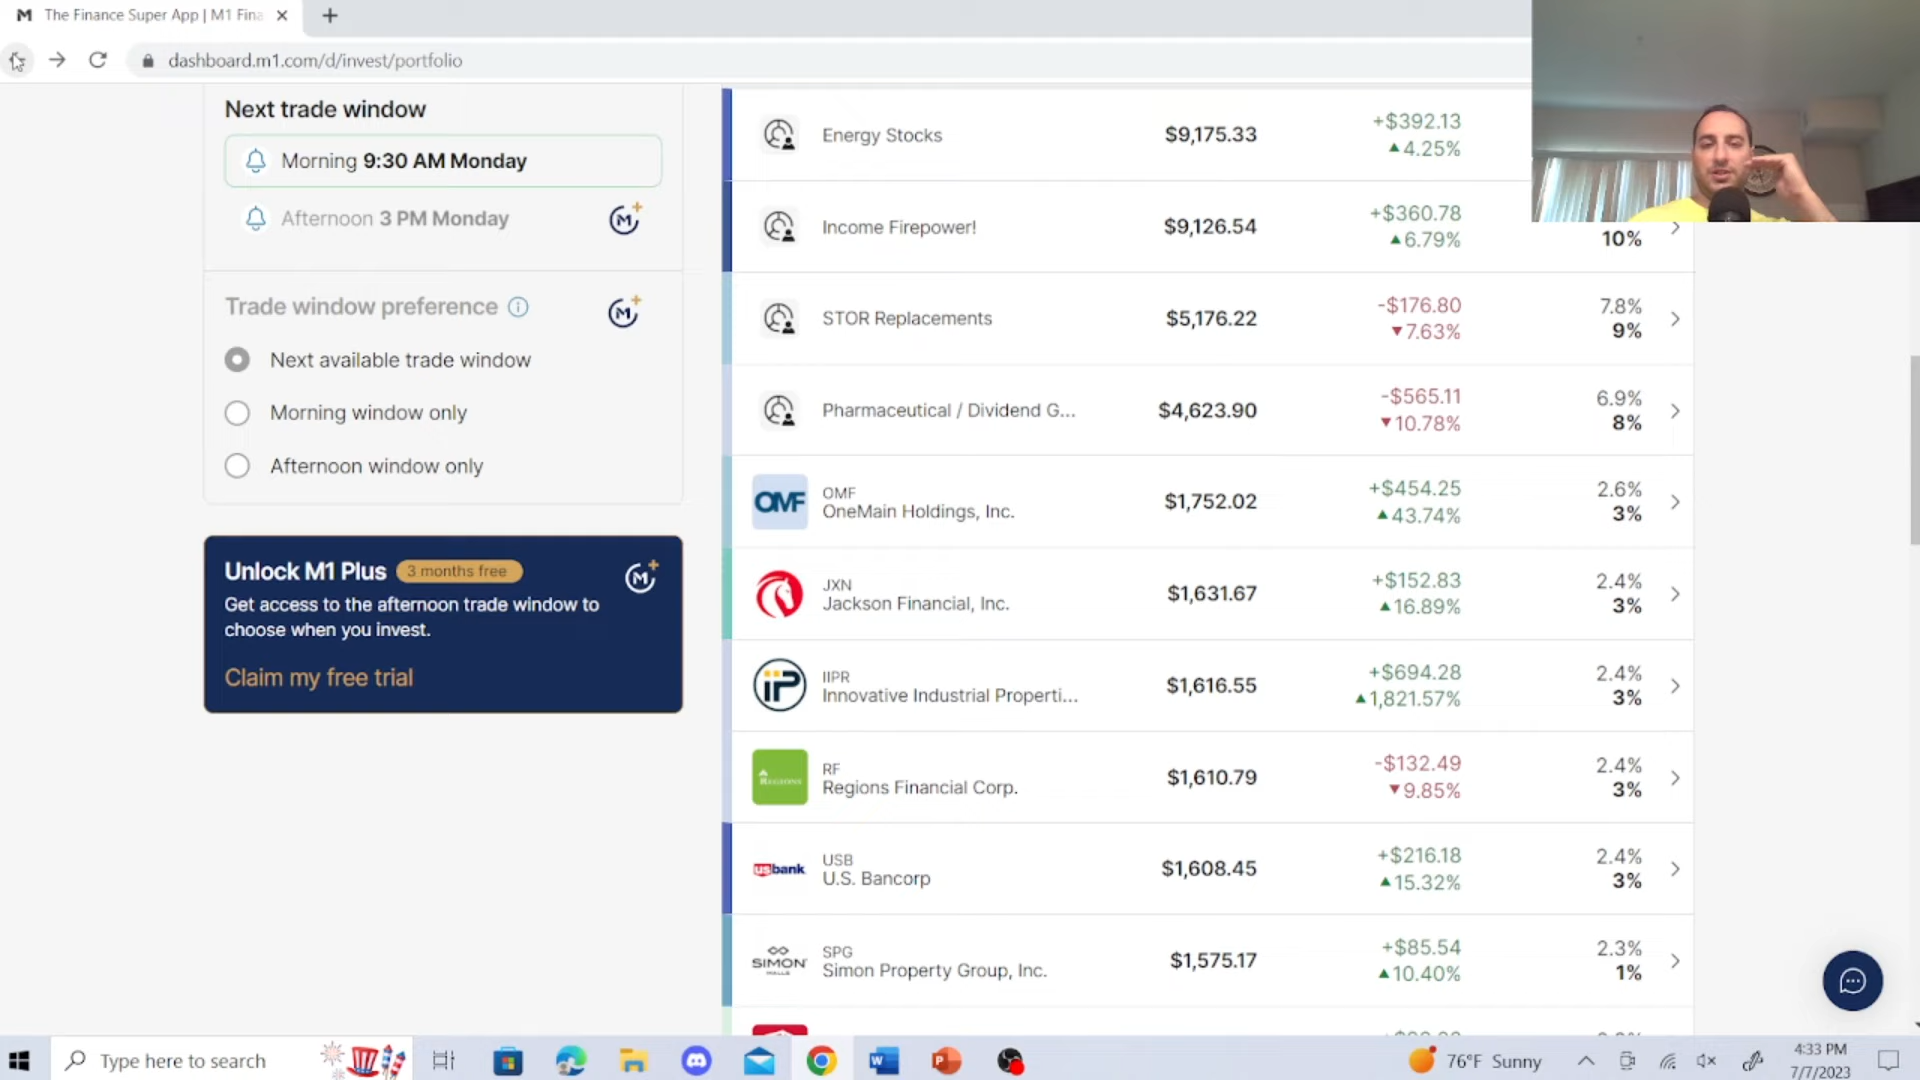 The Finance Super App | M1 Fina
dashboard.m1.com/d/invest/portfolio
Next trade window
Morning 9:30 AM Monday
Afternoon 3 PM Monday
Trade window preference
Next available trade window
Morning window only
Afternoon window only
Unlock M1 Plus 3 months free
Get access to the afternoon trade window to
choose when you invest.
Claim my free trial
Energy Stocks $9,175.33 +$392.13
▲4.25%
Income Firepower! $9,126.54 +$360.78
▲6.79% 10%
STOR Replacements $5,176.22 -$176.80 7.8%
▼7.63% 9%
Pharmaceutical / Dividend G... $4,623.90 -$565.11 6.9%
▼10.78% 8%
OMF
OMF
OneMain Holdings, Inc. $1,752.02 +$454.25 2.6%
▲43.74% 3%
JXN
Jackson Financial, Inc. $1,631.67 +$152.83 2.4%
▲16.89% 3%
IIP
IIPR
Innovative Industrial Properti... $1,616.55 +$694.28 2.4%
▲1,821.57% 3%
REGIONS
RF
Regions Financial Corp. $1,610.79 -$132.49 2.4%
▼9.85% 3%
usbank
USB
U.S. Bancorp $1,608.45 +$216.18 2.4%
▲15.32% 3%
SIMON
SPG
Simon Property Group, Inc. $1,575.17 +$85.54 2.3%
▲10.40% 1%
Type here to search
76°F Sunny
4:33 PM
7/7/2023